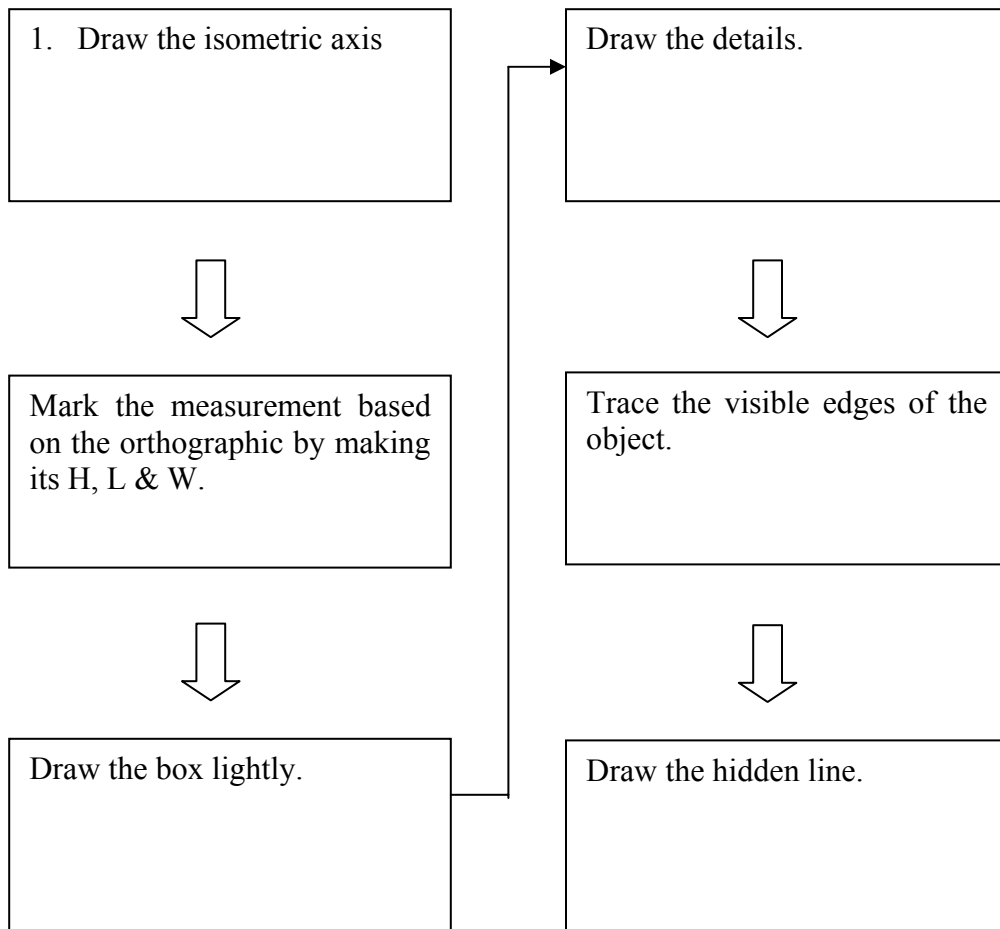 1. Draw the isometric axis
Mark the measurement based
on the orthographic by making
its H, L & W.
Draw the box lightly.
Draw the details.
Trace the visible edges of the
object.
Draw the hidden line.